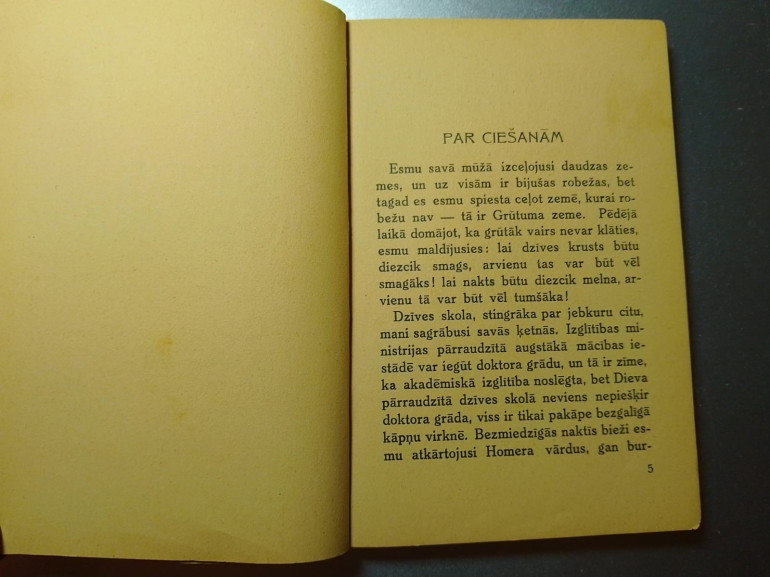 PAR CIEŠANĀM
Esmu savā mūžā izceļojusi daudzas ze-
mes, un uz visām ir bijušas robežas, bet
tagad es esmu spiesta ceļot zemē, kurai ro-
bežu nav — tā ir Grūtuma zeme. Pēdējā
laikā domājot, ka grūtāk vairs nevar klāties,
esmu maldījusies: lai dzīves krusts būtu
diezcik smags, arvienu tas var būt vēl
smagāks! lai nakts būtu diezcik melna, ar-
vienu tā var būt vēl tumšāka!
Dzīves skola, stingrāka par jebkuru citu,
mani sagrābusi savās ķetnās. Izglītības mi-
nistrijas pārraudzītā augstākā mācības ie-
stādē var iegūt doktora grādu, un tā ir zīme,
ka akadēmiskā izglītība noslēgta, bet Dieva
pārraudzītā dzīves skolā neviens nepiešķir
doktora grāda, viss ir tikai pakāpe bezgalīgā
kāpņu virknē. Bezmiedzīgās naktīs bieži es-
mu atkārtojusi Homera vārdus, gan bur-
5